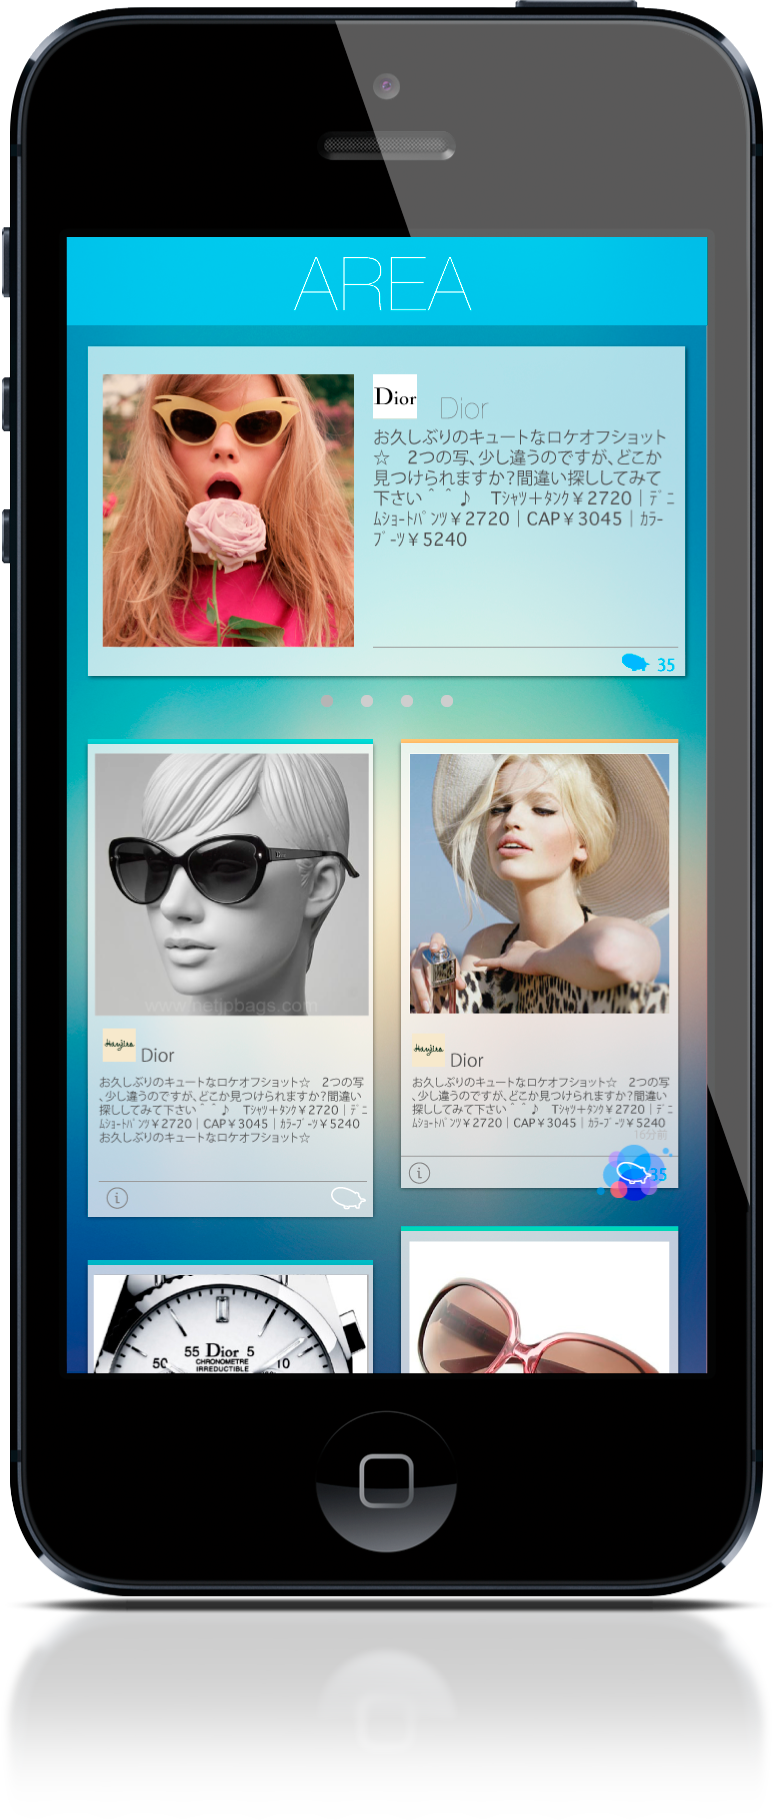 AREA
Dior
Dior
お久しぶりのキュートなロケオフショット
☆　2つの写、少し違うのですが、どこか
見つけられますか?間違い探ししてみて
下さい＾＾♪　Tｼｬﾂ＋ﾀﾝｸ￥2720｜ﾃﾞﾆ
ﾑｼｮｰﾄﾊﾟﾝﾂ￥2720｜CAP￥3045｜ｶﾗｰ
ﾌﾞｰﾂ￥5240
35
www.netjpbags.com
Hanjiro
Dior
お久しぶりのキュートなロケオフショット☆　2つの写
、少し違うのですが、どこか見つけられますか?間違い
探ししてみて下さい＾＾♪　Tｼｬﾂ＋ﾀﾝｸ￥2720｜ﾃﾞﾆ
ﾑｼｮｰﾄﾊﾟﾝﾂ￥2720｜CAP￥3045｜ｶﾗｰﾌﾞｰﾂ￥5240
お久しぶりのキュートなロケオフショット☆
i
Hanjiro
Dior
お久しぶりのキュートなロケオフショット☆　2つの写
、少し違うのですが、どこか見つけられますか?間違い
探ししてみて下さい＾＾♪　Tｼｬﾂ＋ﾀﾝｸ￥2720｜ﾃﾞﾆ
ﾑｼｮｰﾄﾊﾟﾝﾂ￥2720｜CAP￥3045｜ｶﾗｰﾌﾞｰﾂ￥5240
16分前
i
35
55 Dior 5
50 CHRONOMETRE 10
IRREDUCTIBLE